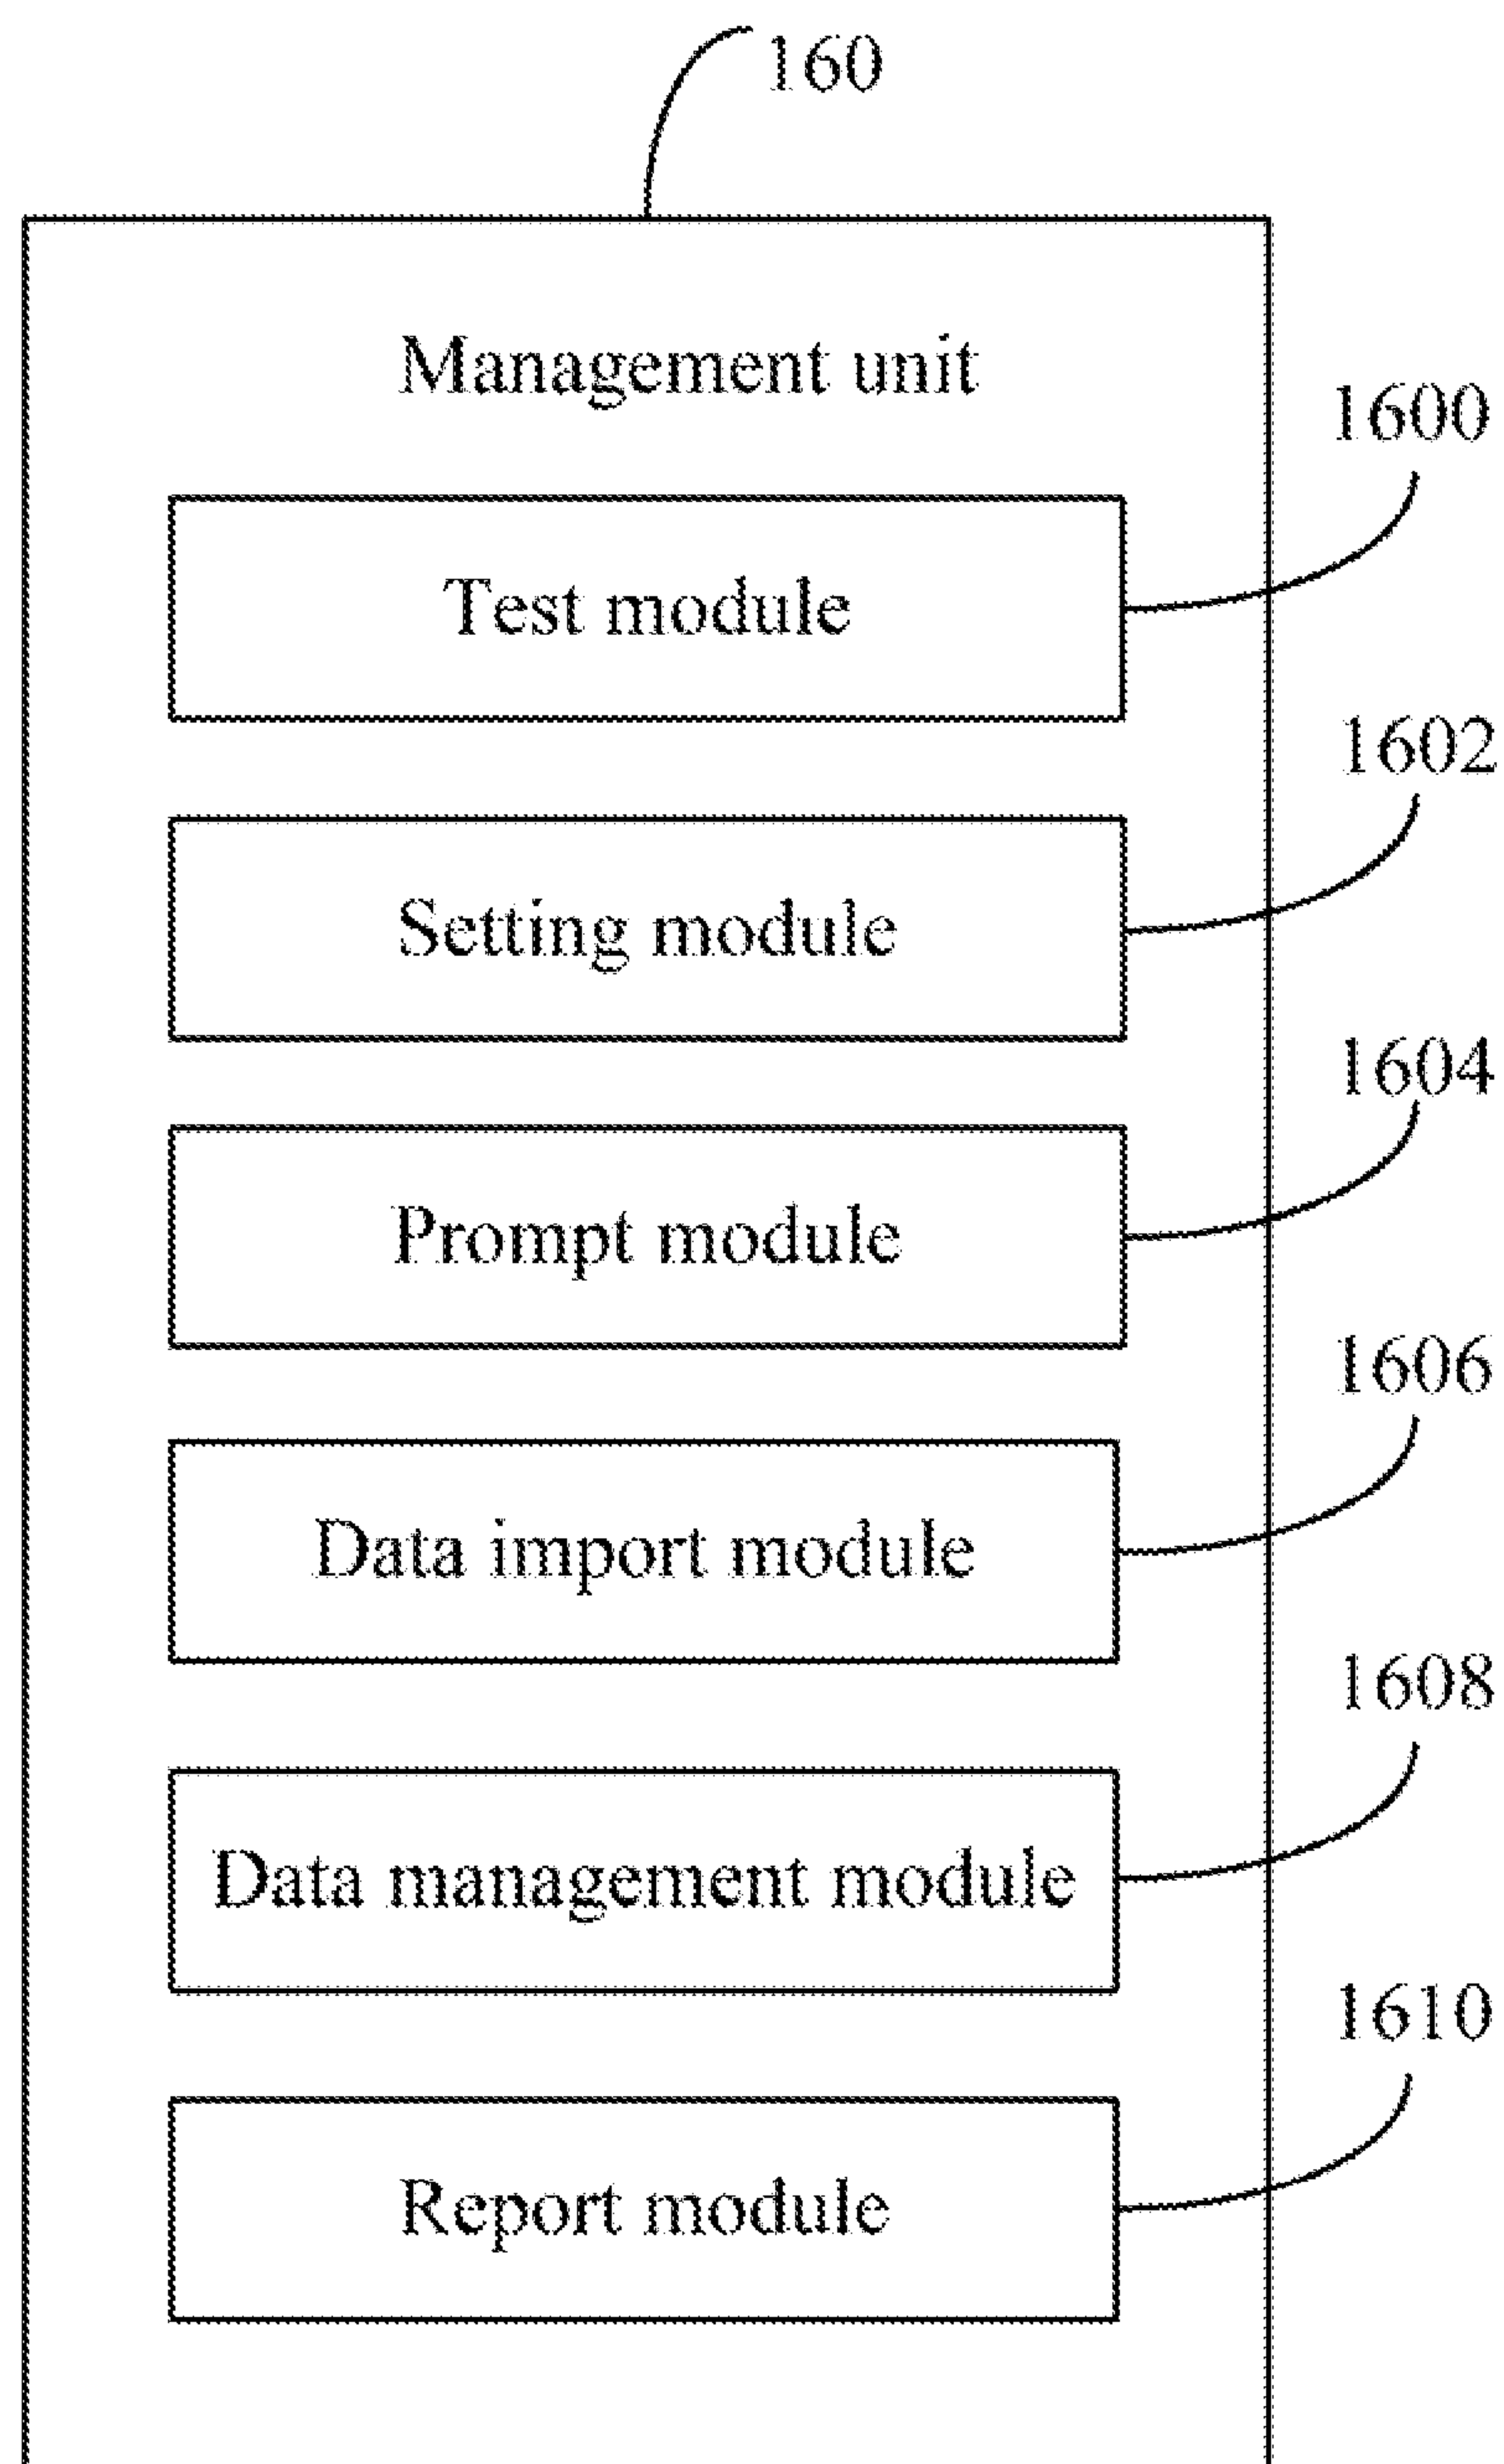 160
Management unit
1600
Test module
1602
Setting module
1604
Prompt module
1606
Data import module
1608
Data management module
1610
Report module